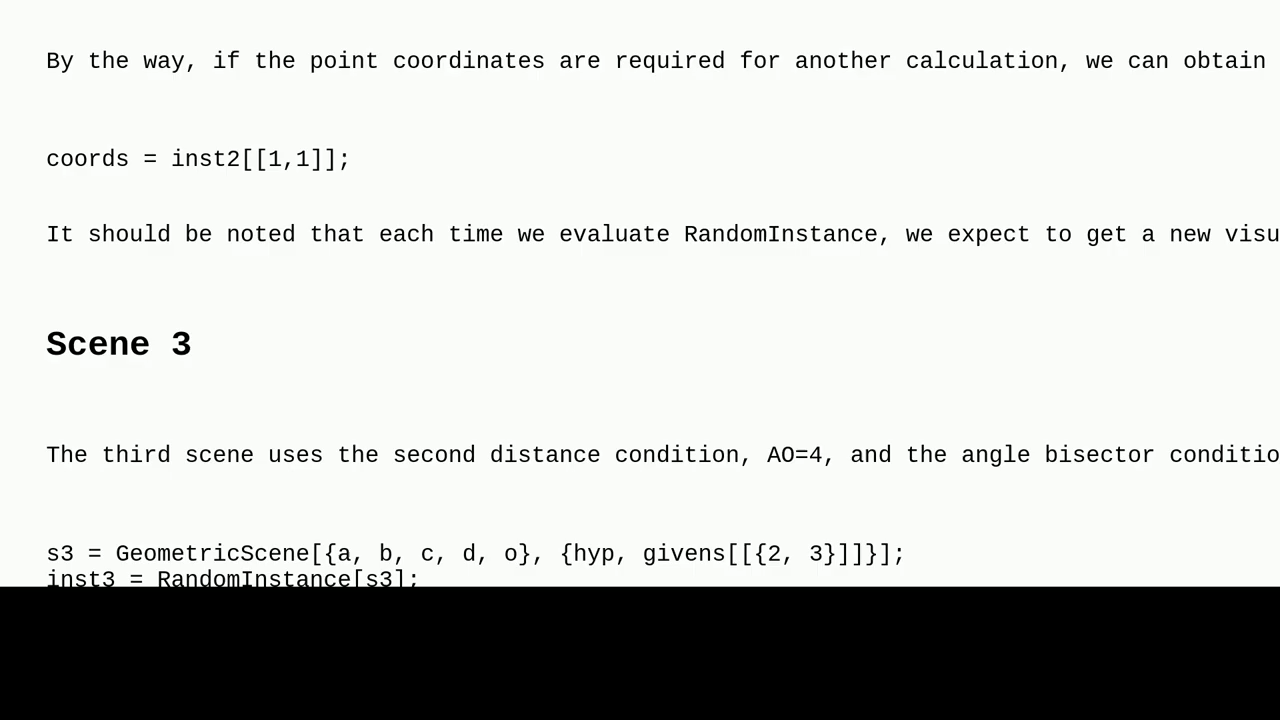 By the way, if the point coordinates are required for another calculation, we can obtain
coords = inst2[[1,1]];
It should be noted that each time we evaluate RandomInstance, we expect to get a new visu
Scene 3
The third scene uses the second distance condition, AO=4, and the angle bisector conditio
s3 = GeometricScene[{a, b, c, d, o}, {hyp, givens[[{2, 3}]]}];
inst3 = RandomInstance[s3];